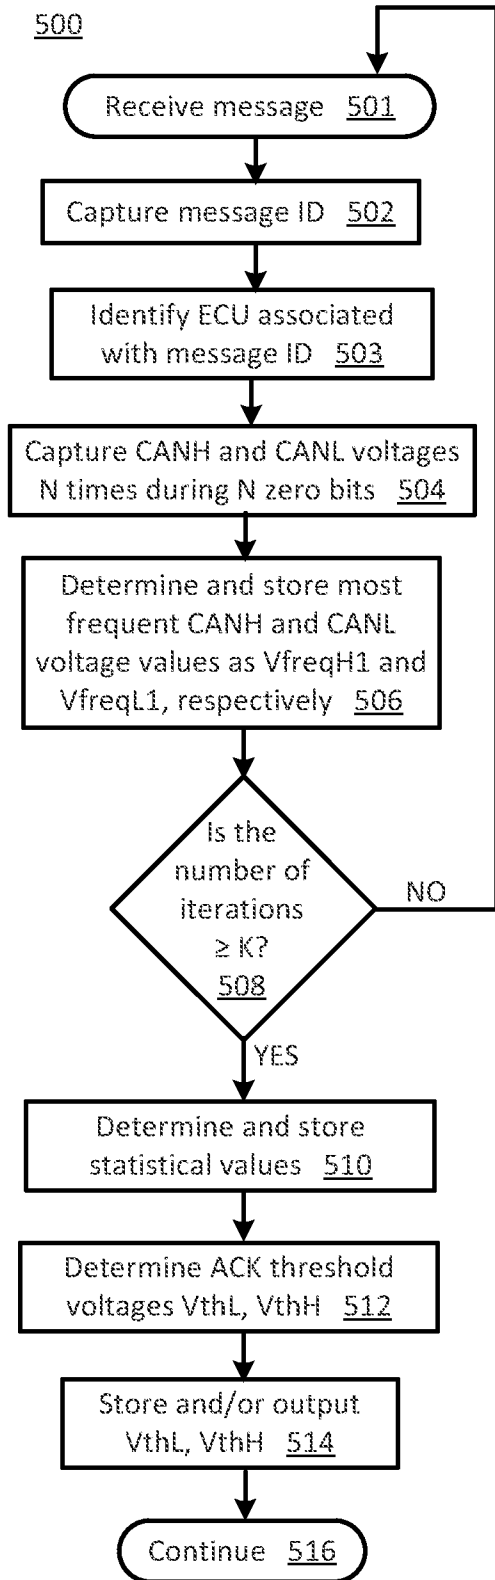 500
Receive message 501
Capture message ID 502
Identify ECU associated
with message ID 503
Capture CANH and CANL voltages
N times during N zero bits 504
Determine and store most
frequent CANH and CANL
voltage values as VfreqH1 and
VfreqL1, respectively 506
Is the
number of
iterations
≥ K?
508
NO
YES
Determine and store
statistical values 510
Determine ACK threshold
voltages VthL, VthH 512
Store and/or output
VthL, VthH 514
Continue 516